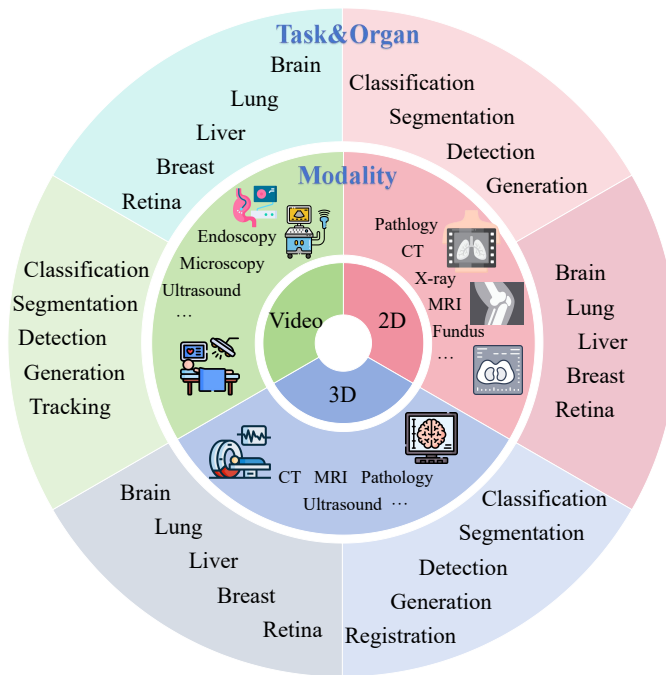 Task&Organ
Brain
Lung
Liver
Breast
Retina
Classification
Segmentation
Detection
Generation
Modality
Endoscopy
Microscopy
Ultrasound
...
Pathlogy
CT
X-ray
MRI
Fundus
...
Classification
Segmentation
Detection
Generation
Tracking
Video
2D
3D
Brain
Lung
Liver
Breast
Retina
CT MRI Pathology
Ultrasound ...
Brain
Lung
Liver
Breast
Retina
Classification
Segmentation
Detection
Generation
Registration